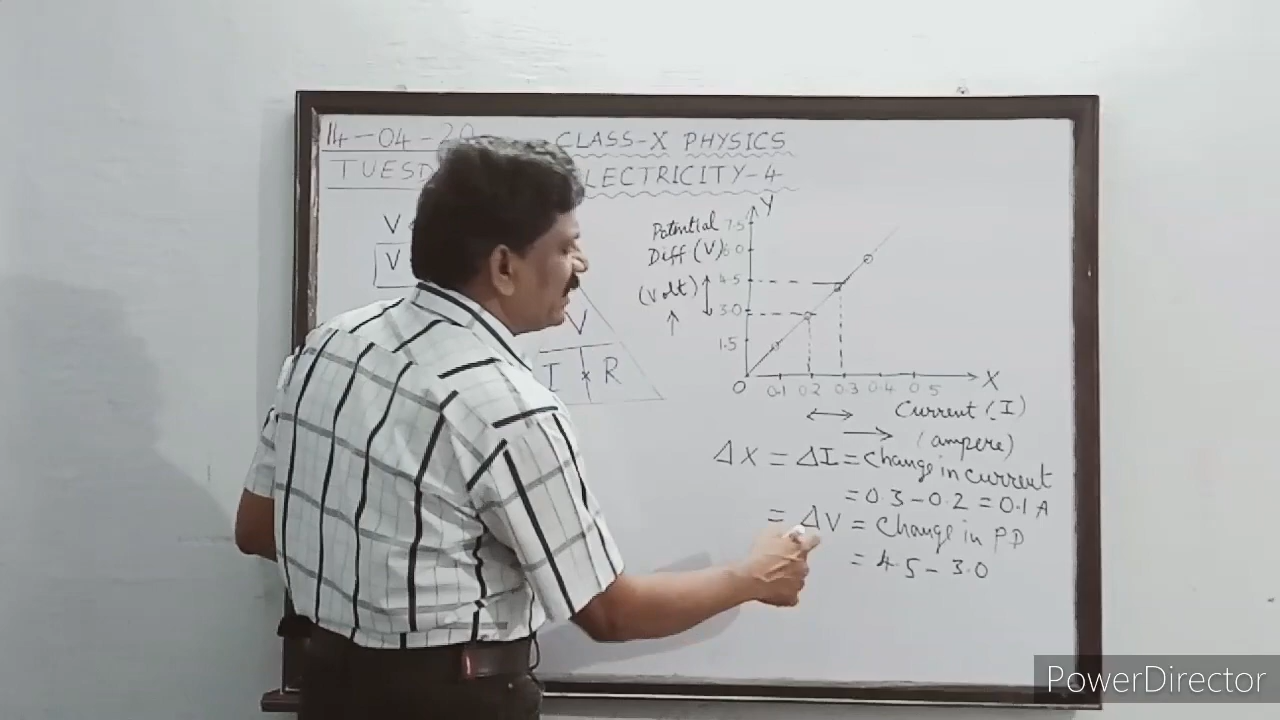 14-04-20 CLASS-X PHYSICS
TUESD LECTRICITY-4
V
V
V
I × R
Y
Potential
Diff (V)
(Volt)
7.5
6.0
4.5
3.0
1.5
0 0.1 0.2 0.3 0.4 0.5 X
Current (I)
(ampere)
ΔX = ΔI = Change in current
= 0.3 - 0.2 = 0.1 A
= ΔV = Change in PD
= 4.5 - 3.0
PowerDirector